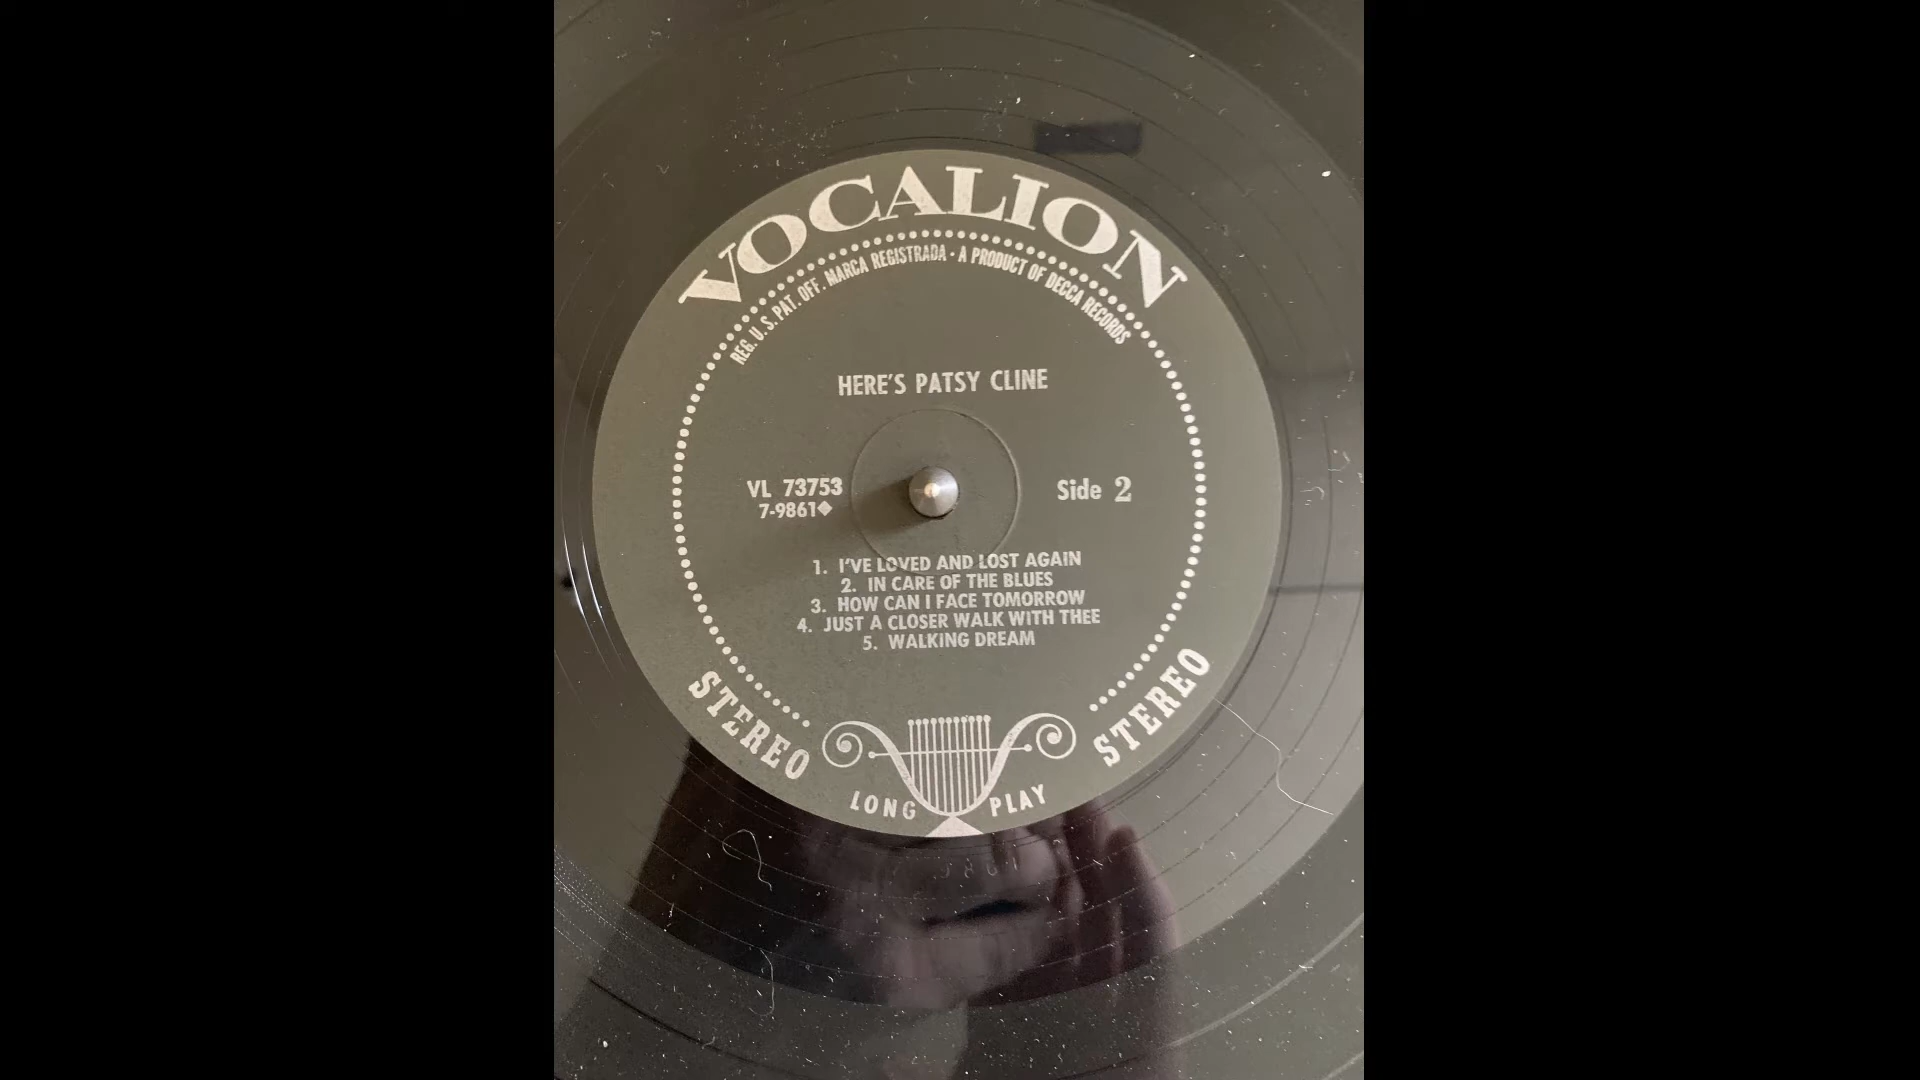 VOCALION
REG. U.S. PAT. OFF. MARCA REGISTRADA • A PRODUCT OF DECCA RECORDS
HERE'S PATSY CLINE
VL 73753
7-9861◆
Side 2
1. I'VE LOVED AND LOST AGAIN
2. IN CARE OF THE BLUES
3. HOW CAN I FACE TOMORROW
4. JUST A CLOSER WALK WITH THEE
5. WALKING DREAM
STEREO
STEREO
LONG PLAY